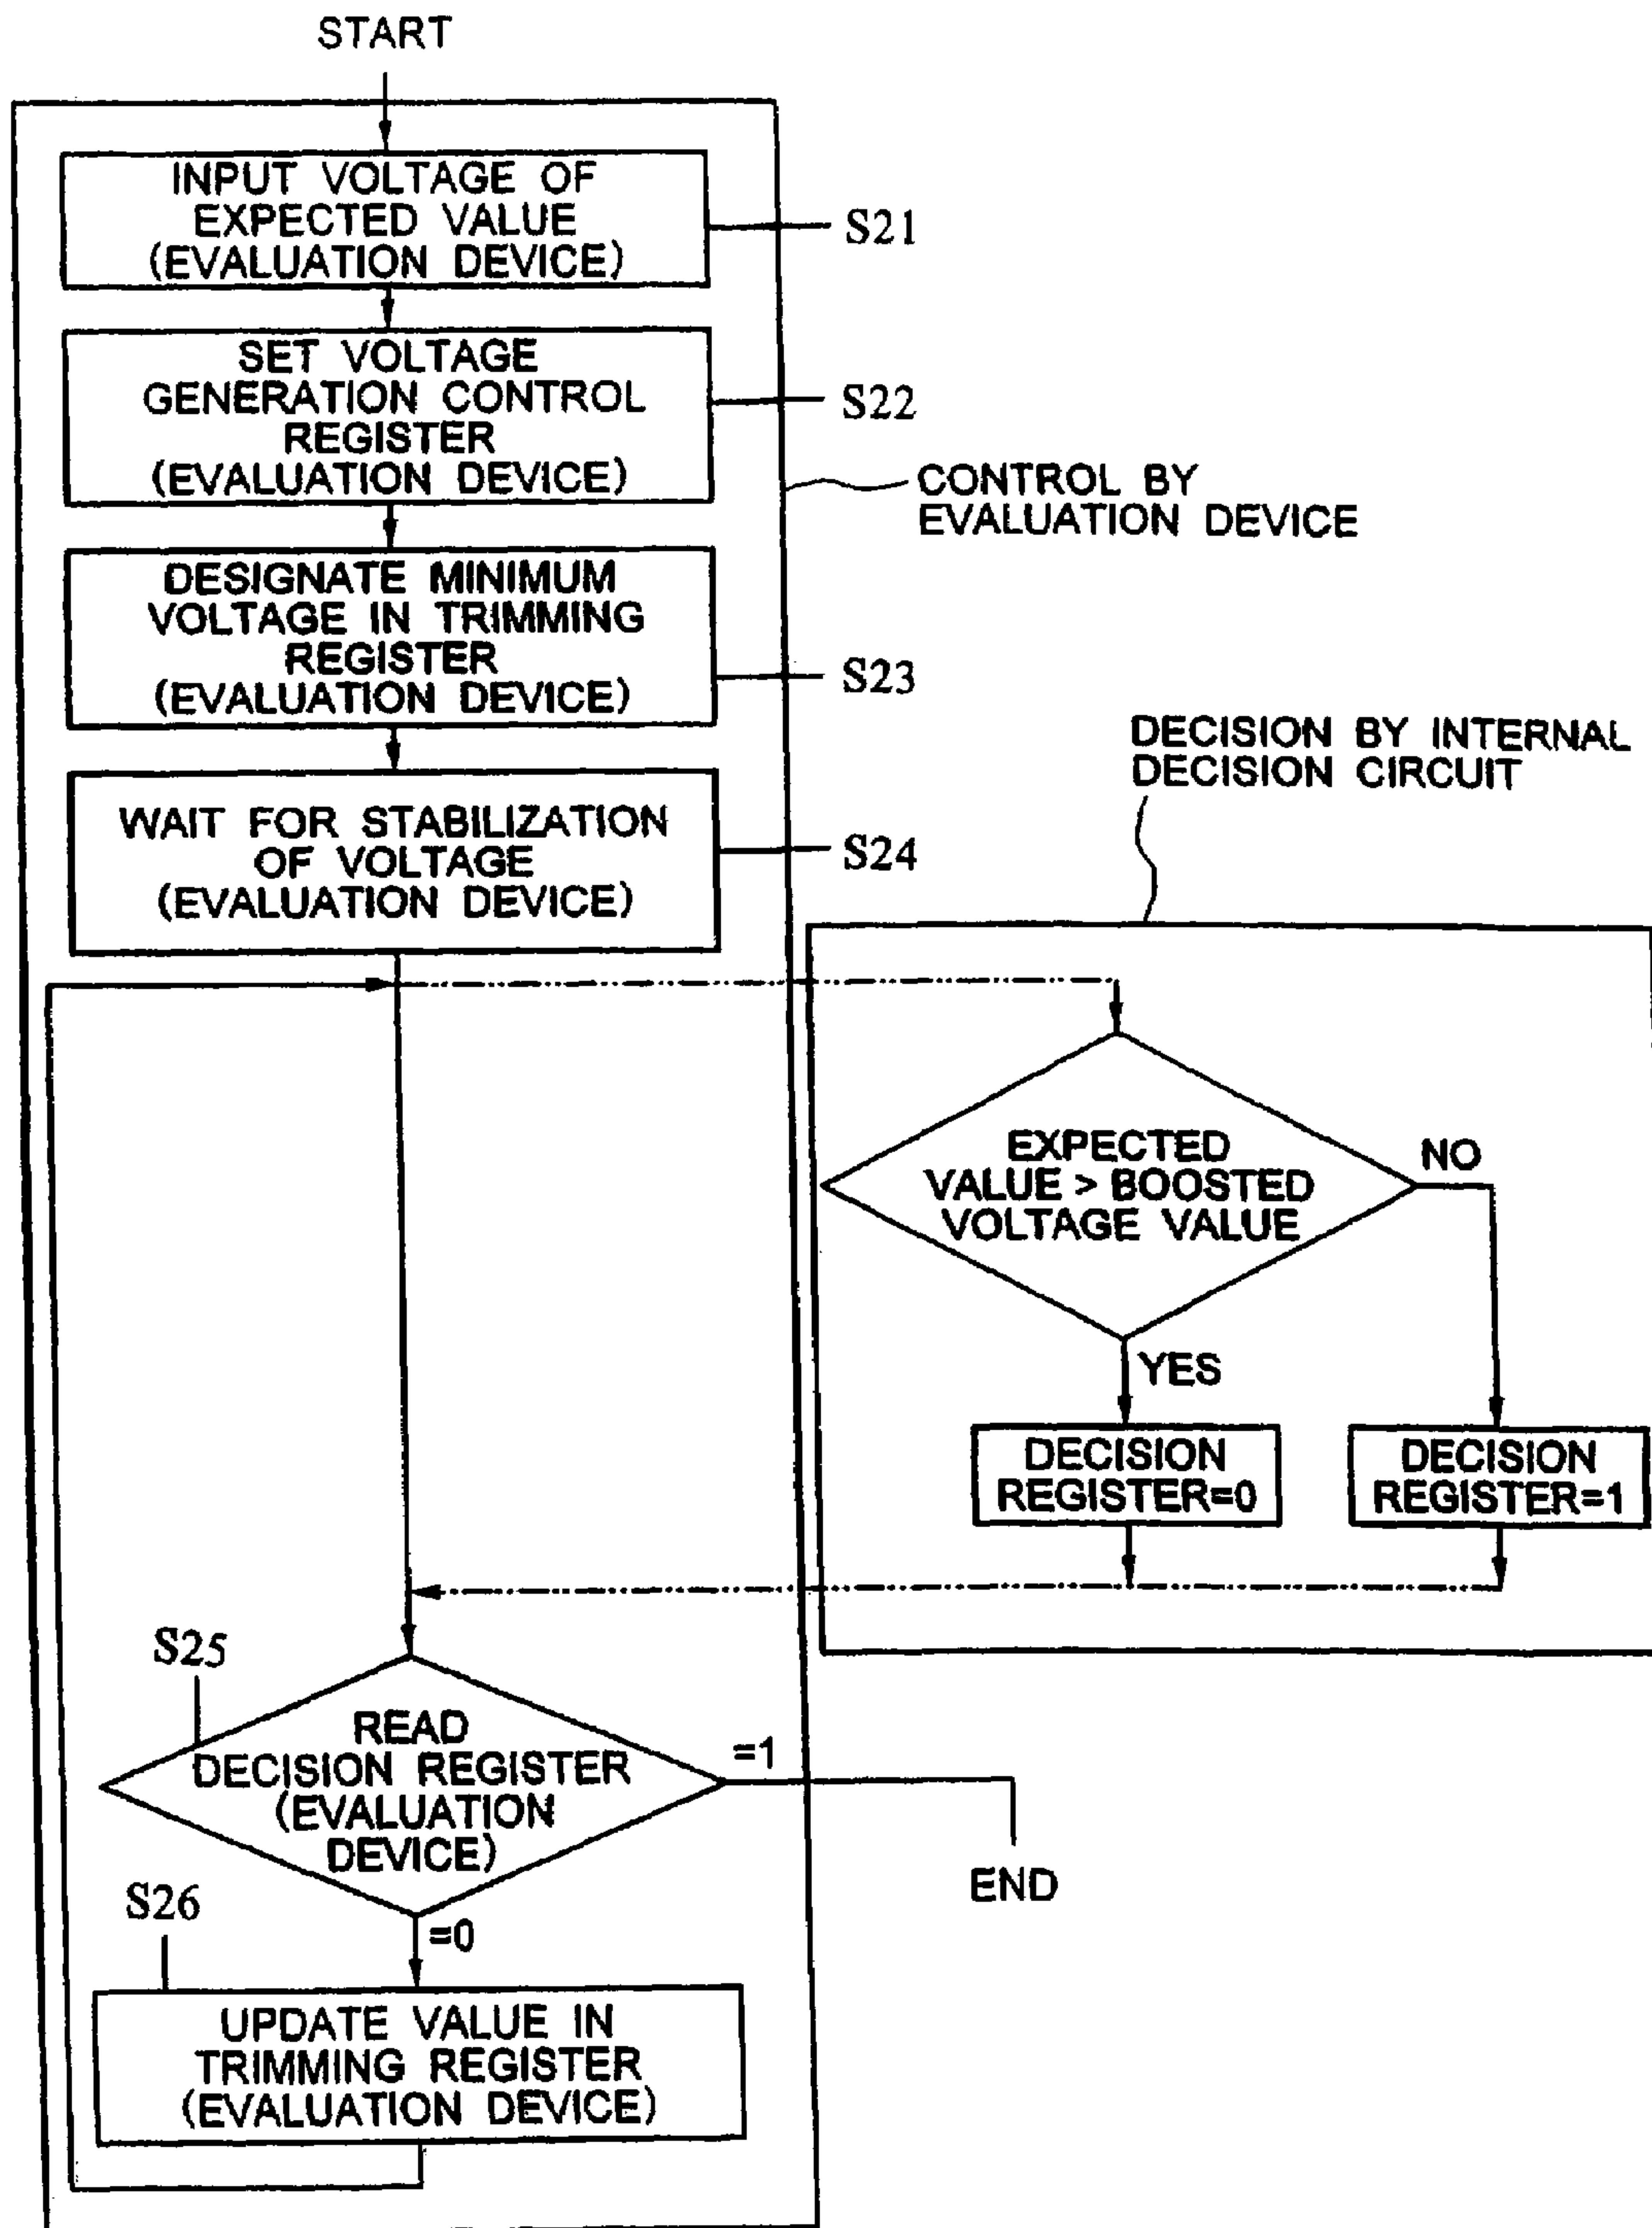 START
INPUT VOLTAGE OF
EXPECTED VALUE
(EVALUATION DEVICE)
S21
SET VOLTAGE
GENERATION CONTROL
REGISTER
(EVALUATION DEVICE)
S22
CONTROL BY
EVALUATION DEVICE
DESIGNATE MINIMUM
VOLTAGE IN TRIMMING
REGISTER
(EVALUATION DEVICE)
S23
DECISION BY INTERNAL
DECISION CIRCUIT
WAIT FOR STABILIZATION
OF VOLTAGE
(EVALUATION DEVICE)
S24
EXPECTED
VALUE > BOOSTED
VOLTAGE VALUE
NO
YES
DECISION
REGISTER=0
DECISION
REGISTER=1
S25
READ
DECISION REGISTER
(EVALUATION
DEVICE)
=1
END
S26
=0
UPDATE VALUE IN
TRIMMING REGISTER
(EVALUATION DEVICE)